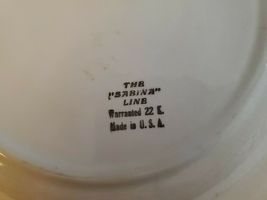 THE
"SABINA"
LINE
Warranted 22 K.
Made in U.S.A.